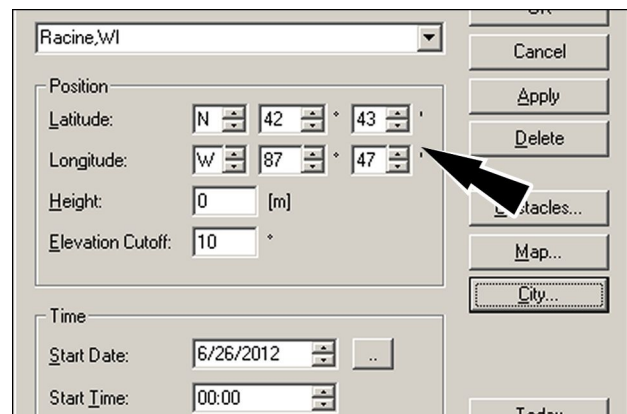 Racine,WI
Cancel
Position
Apply
Latitude: N 42 ° 43 '
Delete
Longitude: W 87 ° 47 '
Height: 0 [m]
Elevation Cutoff: 10 °
Map...
City...
Time
Start Date: 6/26/2012 ..
Start Time: 00:00